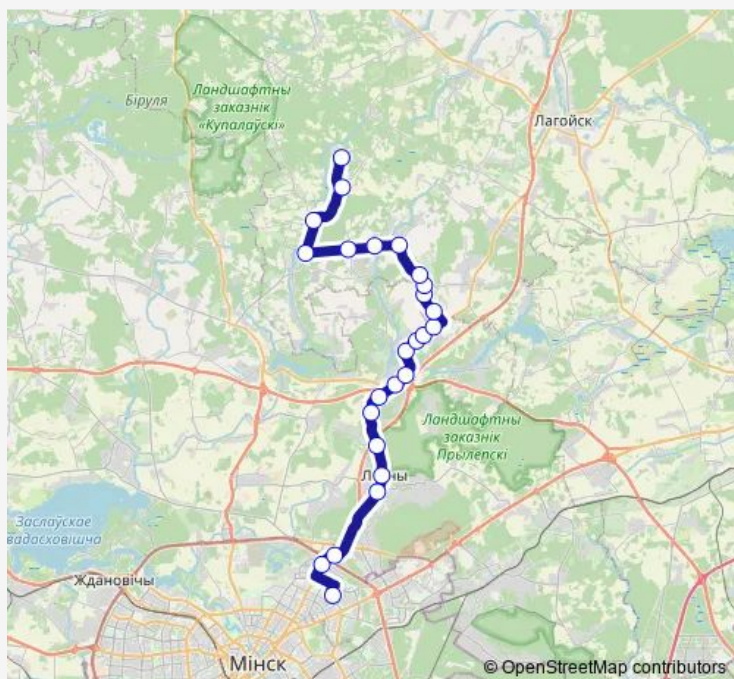 Ландшафтны
заказнік
«Купалаўскі»
Біруля
Лагойск
Ландшафтны
заказнік
Прылепскі
Заслаўскае
вадасховішча
Ждановічы
Мінск
© OpenStreetMap contributors